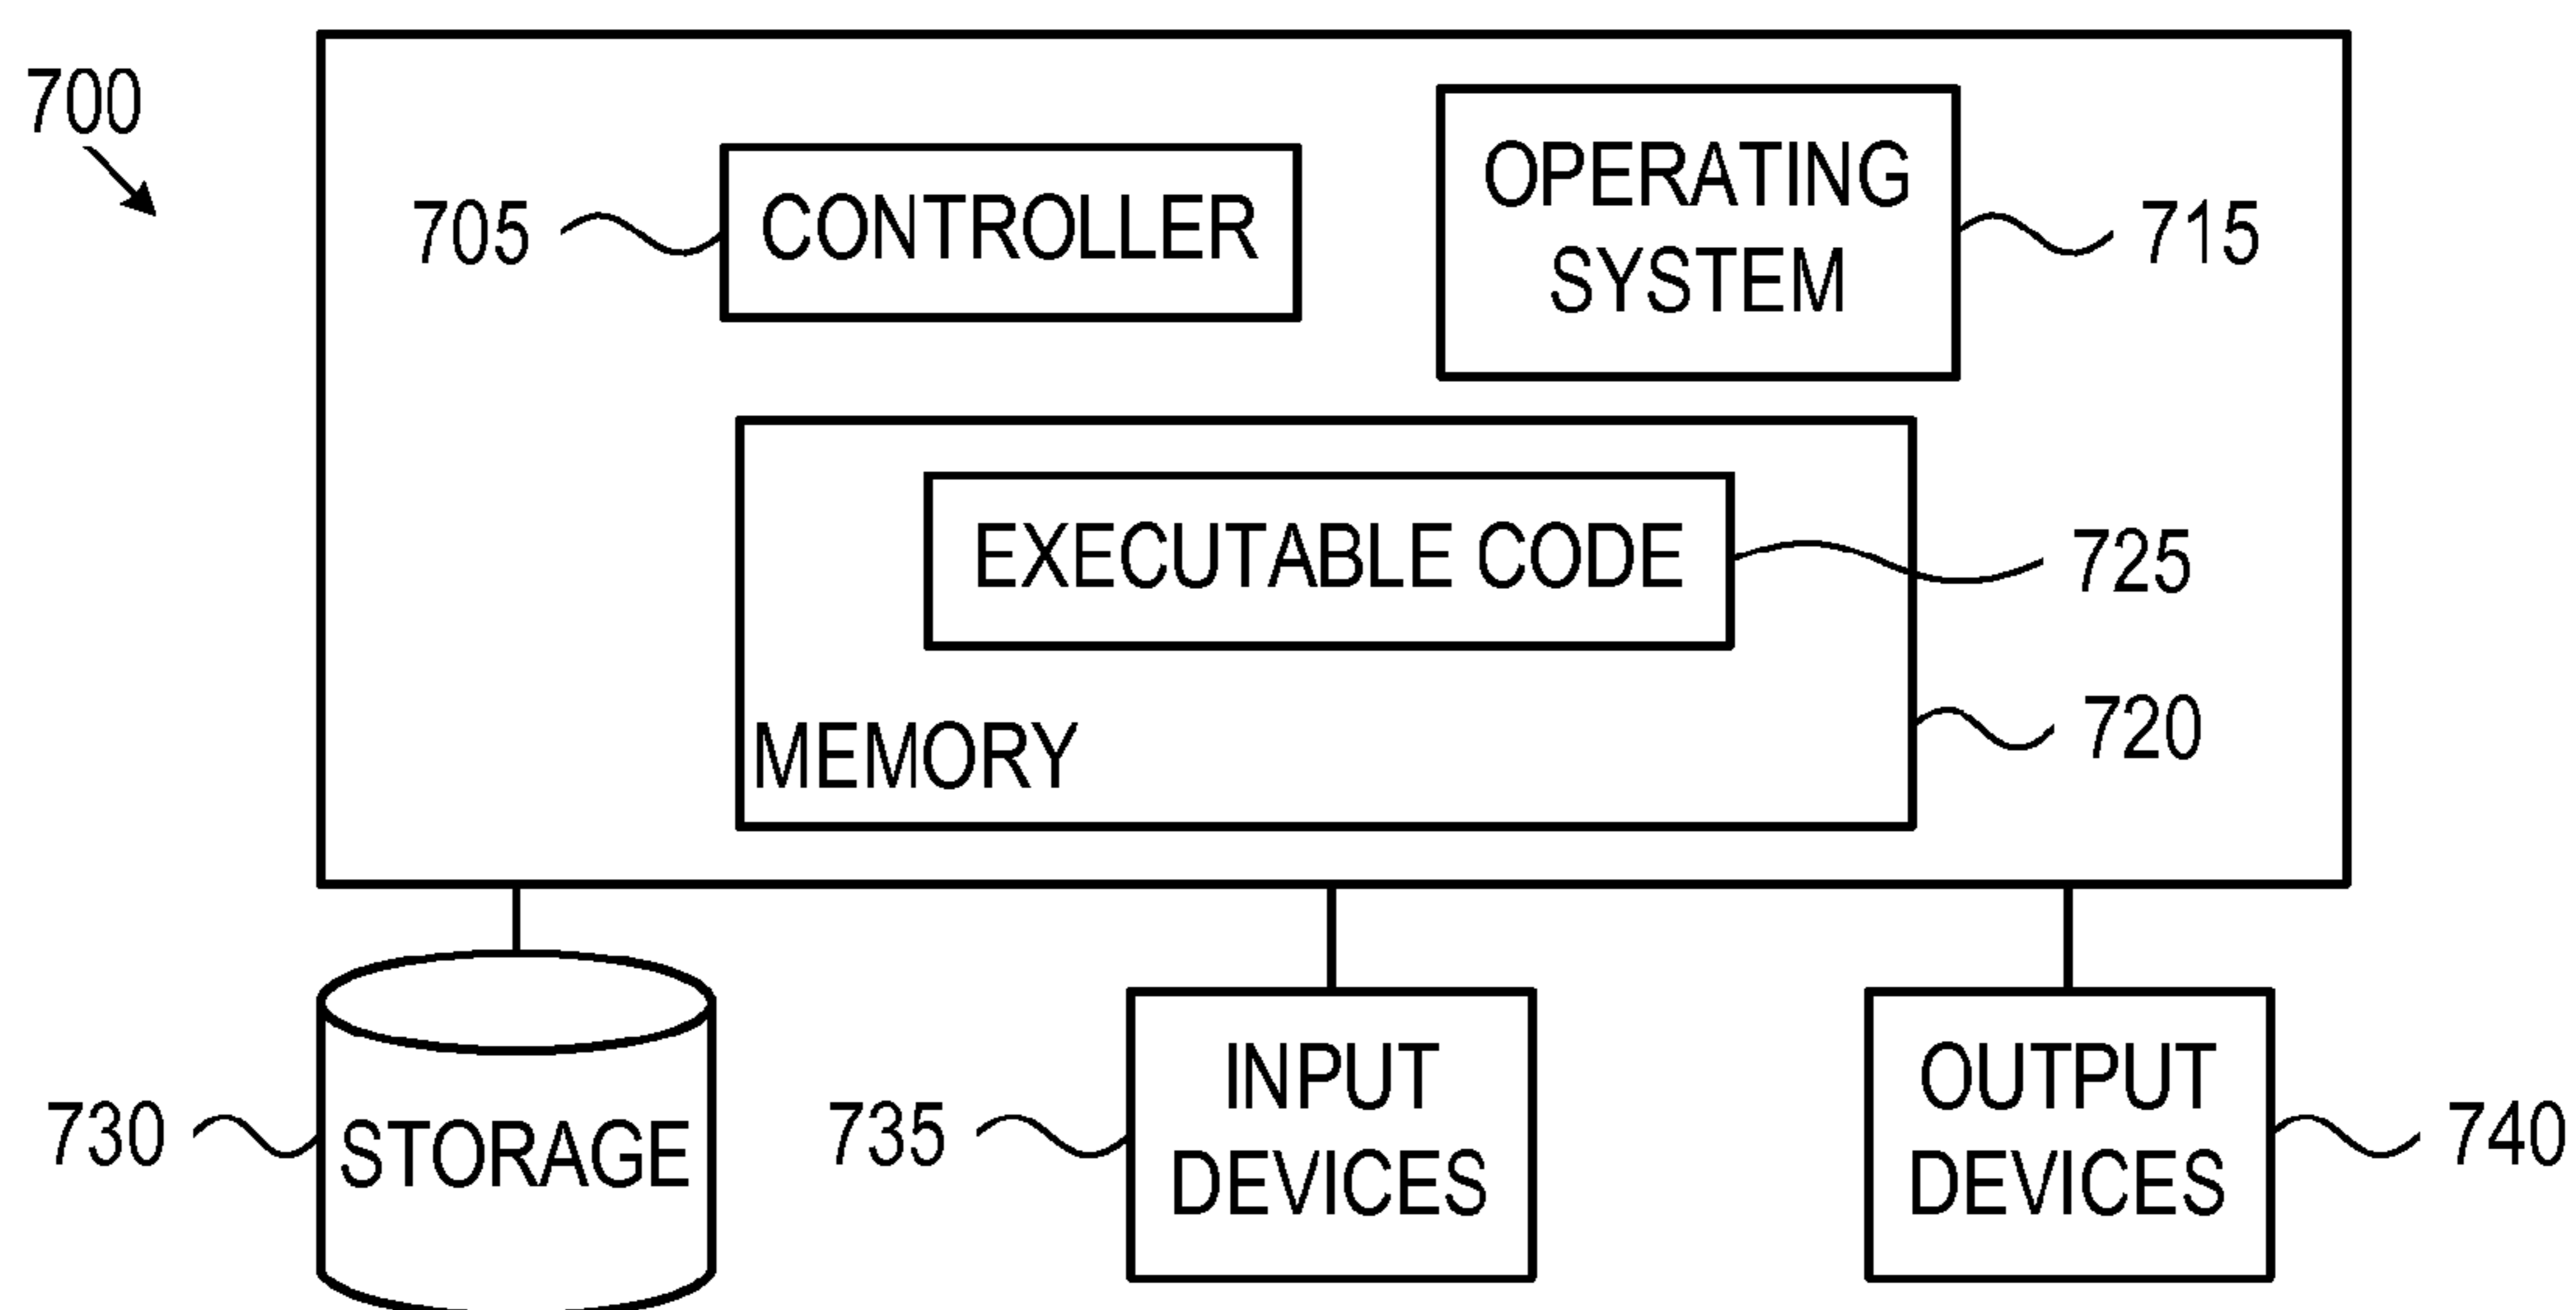 700
705
CONTROLLER
OPERATING
SYSTEM
715
EXECUTABLE CODE
725
MEMORY
720
730
STORAGE
735
INPUT
DEVICES
OUTPUT
DEVICES
740